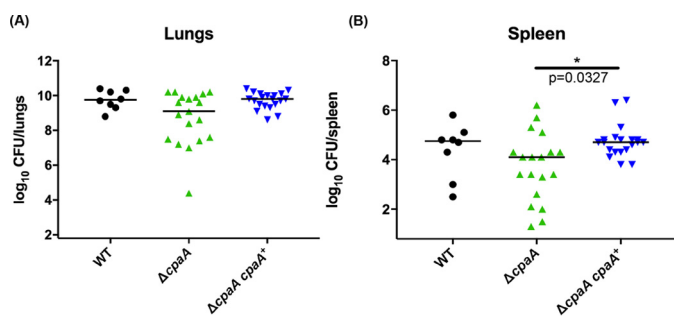 (A)
Lungs
log10 CFU/lungs
12
10
8
6
4
2
WT
ΔcpaA
ΔcpaA cpaA+
(B)
Spleen
log10 CFU/spleen
8
6
4
2
*
p=0.0327
WT
ΔcpaA
ΔcpaA cpaA+